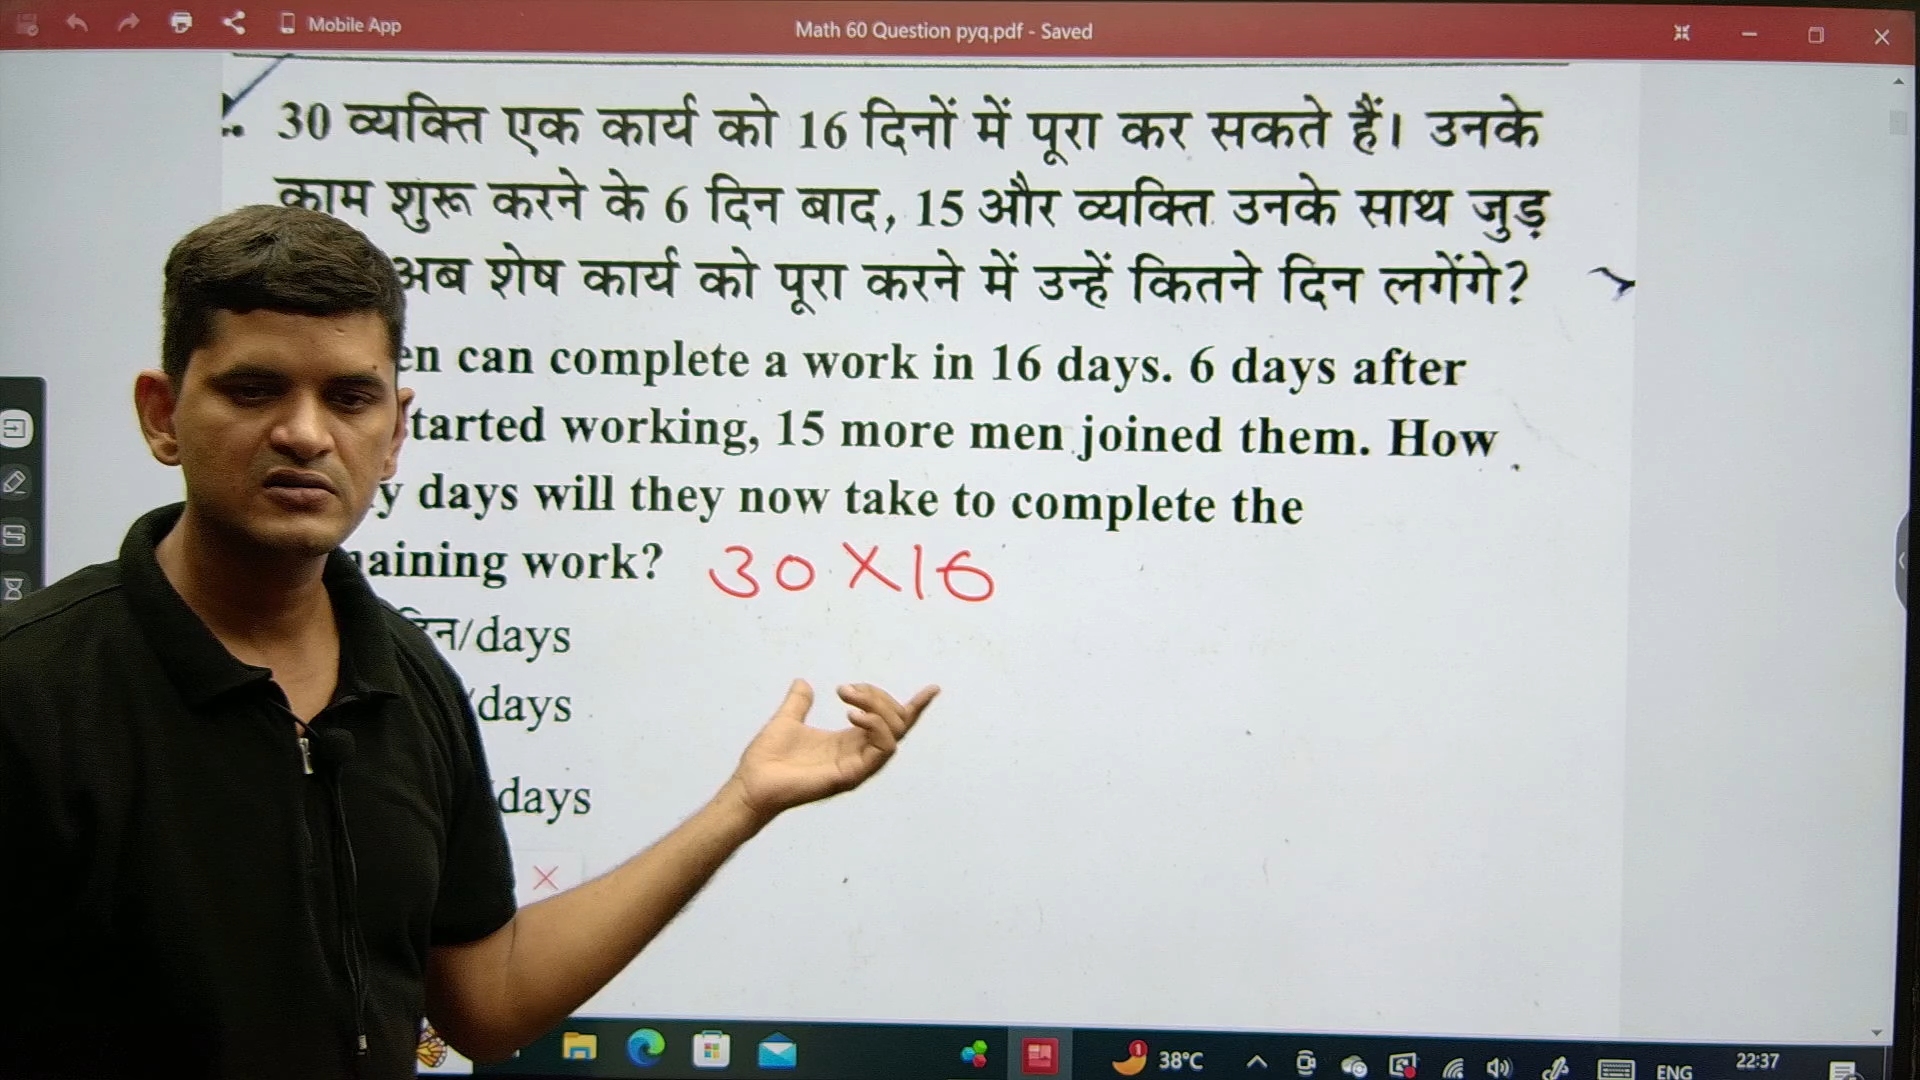 Mobile App
Math 60 Question pyq.pdf - Saved
30 व्यक्ति एक कार्य को 16 दिनों में पूरा कर सकते हैं। उनके
काम शुरू करने के 6 दिन बाद, 15 और व्यक्ति उनके साथ जुड़
अब शेष कार्य को पूरा करने में उन्हें कितने दिन लगेंगे?
can complete a work in 16 days. 6 days after
working, 15 more men joined them. How
days will they now take to complete the
work? 30 × 16
/days
days
days
38°C
ENG
22:37